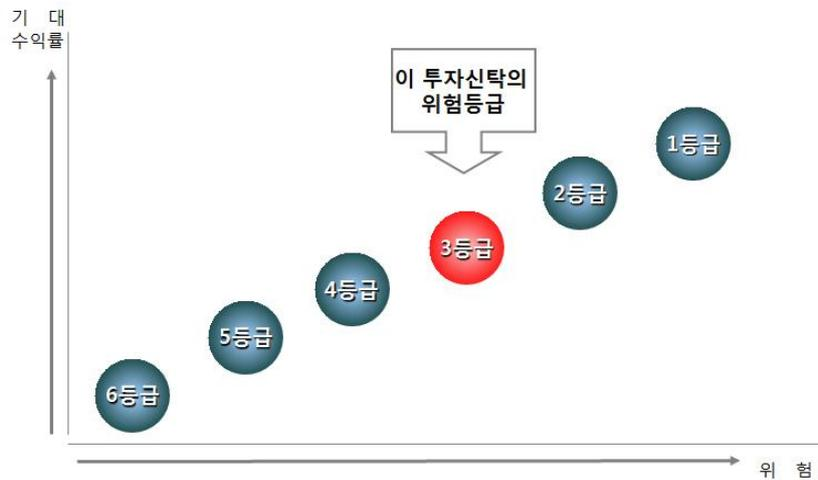 기 대
수익률
이 투자신탁의
위험등급
1등급
2등급
3등급
4등급
5등급
6등급
위 험